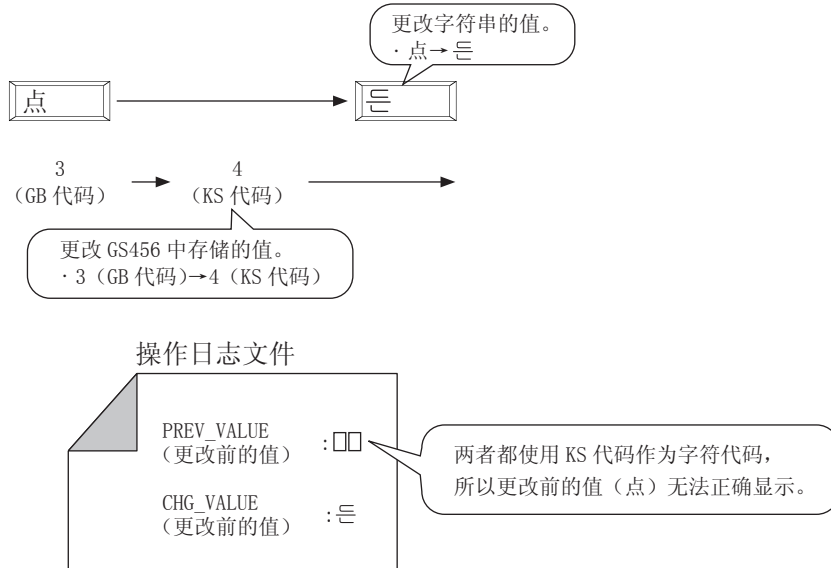 更改字符串的值。
·点→든
点
든
3
4
（GB 代码）
（KS 代码）
更改 GS456 中存储的值。
·3（GB 代码）→4（KS 代码）
操作日志文件
PREV_VALUE
（更改前的值）
:□□
两者都使用 KS 代码作为字符代码，
所以更改前的值（点）无法正确显示。
CHG_VALUE
（更改前的值）
:든